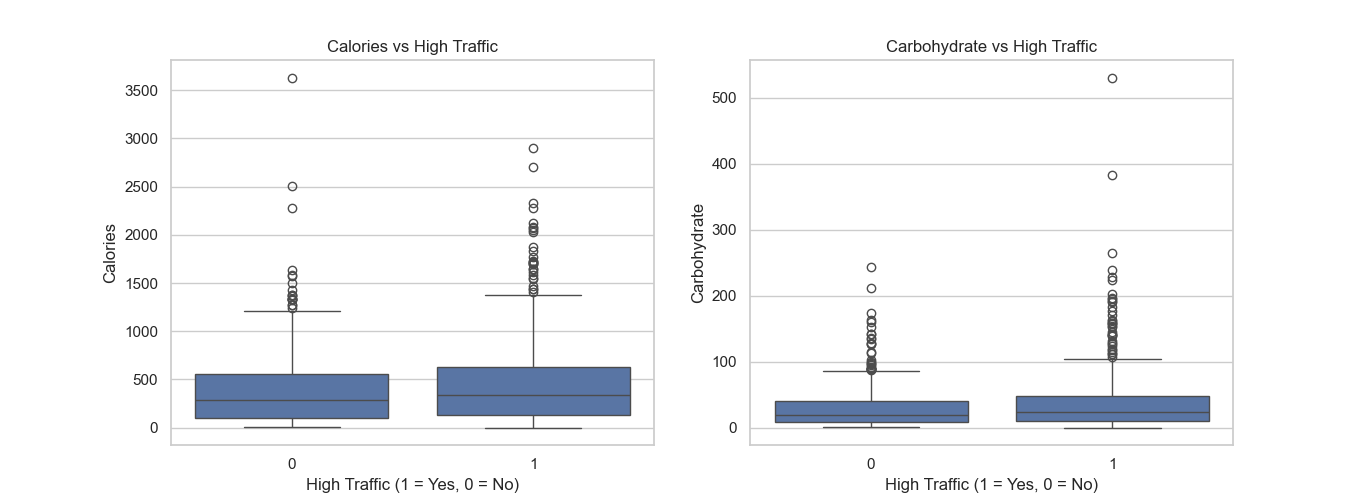 Calories vs High Traffic
Calories
3500
3000
2500
2000
1500
1000
500
0
0 1
High Traffic (1 = Yes, 0 = No)
Carbohydrate vs High Traffic
Carbohydrate
500
400
300
200
100
0
0 1
High Traffic (1 = Yes, 0 = No)